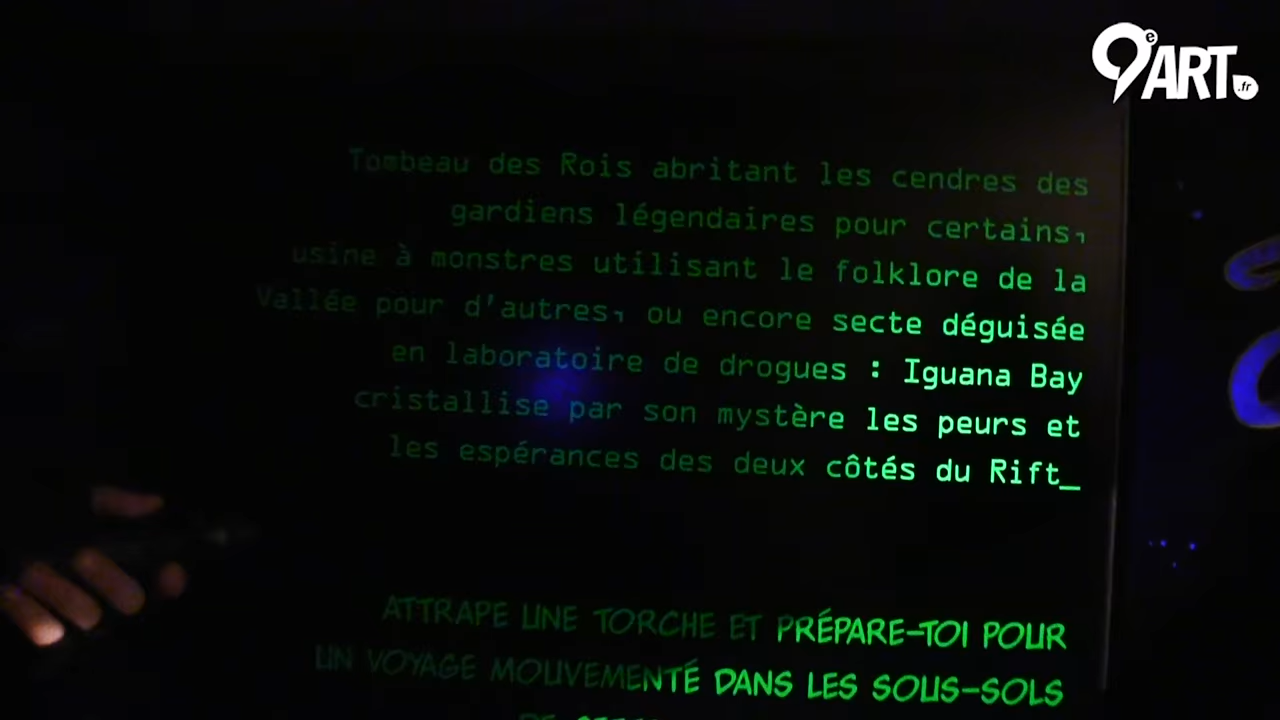 9e ART.fr
Tombeau des Rois abritant les cendres des
gardiens légendaires pour certains,
usine à monstres utilisant le folklore de la
Vallée pour d'autres, ou encore secte déguisée
en laboratoire de drogues : Iguana Bay
cristallise par son mystère les peurs et
les espérances des deux côtés du Rift_
ATTRAPE UNE TORCHE ET PRÉPARE-TOI POUR
UN VOYAGE MOUVEMENTÉ DANS LES SOUS-SOLS